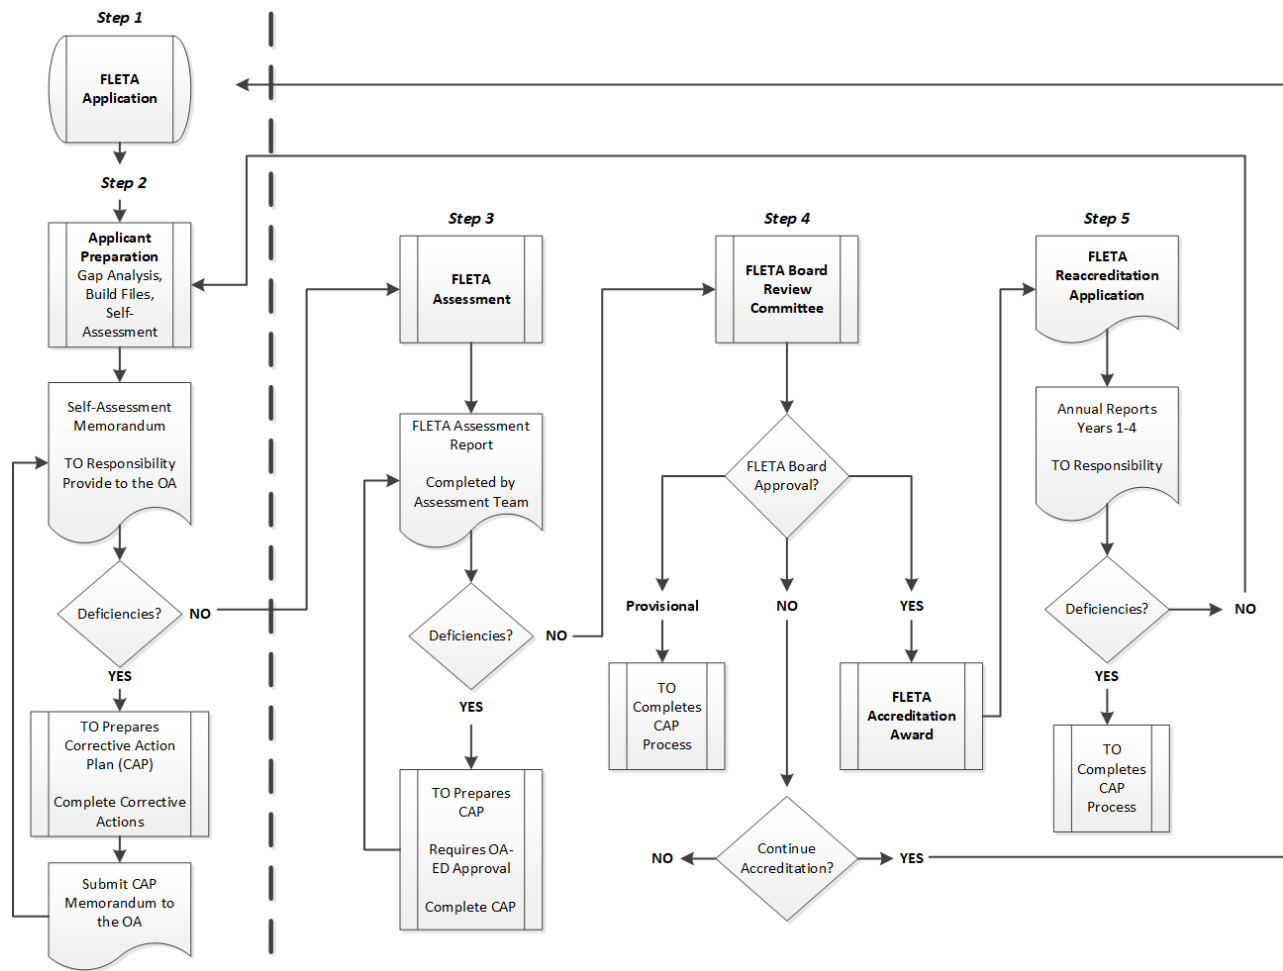 Step 1
FLETA
Application
Step 2
Applicant
Preparation
Gap Analysis,
Build Files,
Self-
Assessment
Self-Assessment
Memorandum
TO Responsibility
Provide to the OA
Deficiencies?
NO
YES
TO Prepares
Corrective Action
Plan (CAP)
Complete Corrective
Actions
Submit CAP
Memorandum to
the OA
Step 3
FLETA
Assessment
FLETA Assessment
Report
Completed by
Assessment Team
Deficiencies?
NO
YES
TO Prepares
CAP
Requires OA-
ED Approval
Complete CAP
Step 4
FLETA Board
Review
Committee
FLETA Board
Approval?
Provisional
NO
YES
TO
Completes
CAP
Process
FLETA
Accreditation
Award
Continue
Accreditation?
NO
YES
Step 5
FLETA
Reaccreditation
Application
Annual Reports
Years 1-4
TO Responsibility
Deficiencies?
NO
YES
TO
Completes
CAP
Process